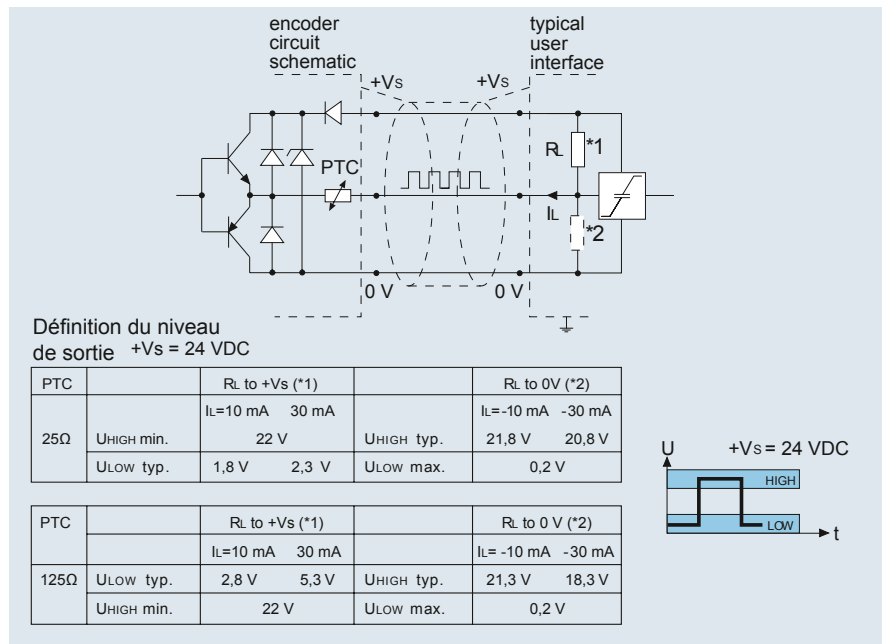 encoder
circuit
schematic
typical
user
interface
+Vs
+Vs
RL
*1
PTC
IL
*2
0 V
0 V
Définition du niveau
de sortie +Vs = 24 VDC
PTC RL to +Vs (*1) RL to 0V (*2)
IL=10 mA 30 mA IL=-10 mA -30 mA
25Ω UHIGH min. 22 V UHIGH typ. 21,8 V 20,8 V
ULOW typ. 1,8 V 2,3 V ULOW max. 0,2 V
U +Vs = 24 VDC
HIGH
LOW
t
PTC RL to +Vs (*1) RL to 0 V (*2)
IL=10 mA 30 mA IL= -10 mA -30 mA
125Ω ULOW typ. 2,8 V 5,3 V UHIGH typ. 21,3 V 18,3 V
UHIGH min. 22 V ULOW max. 0,2 V